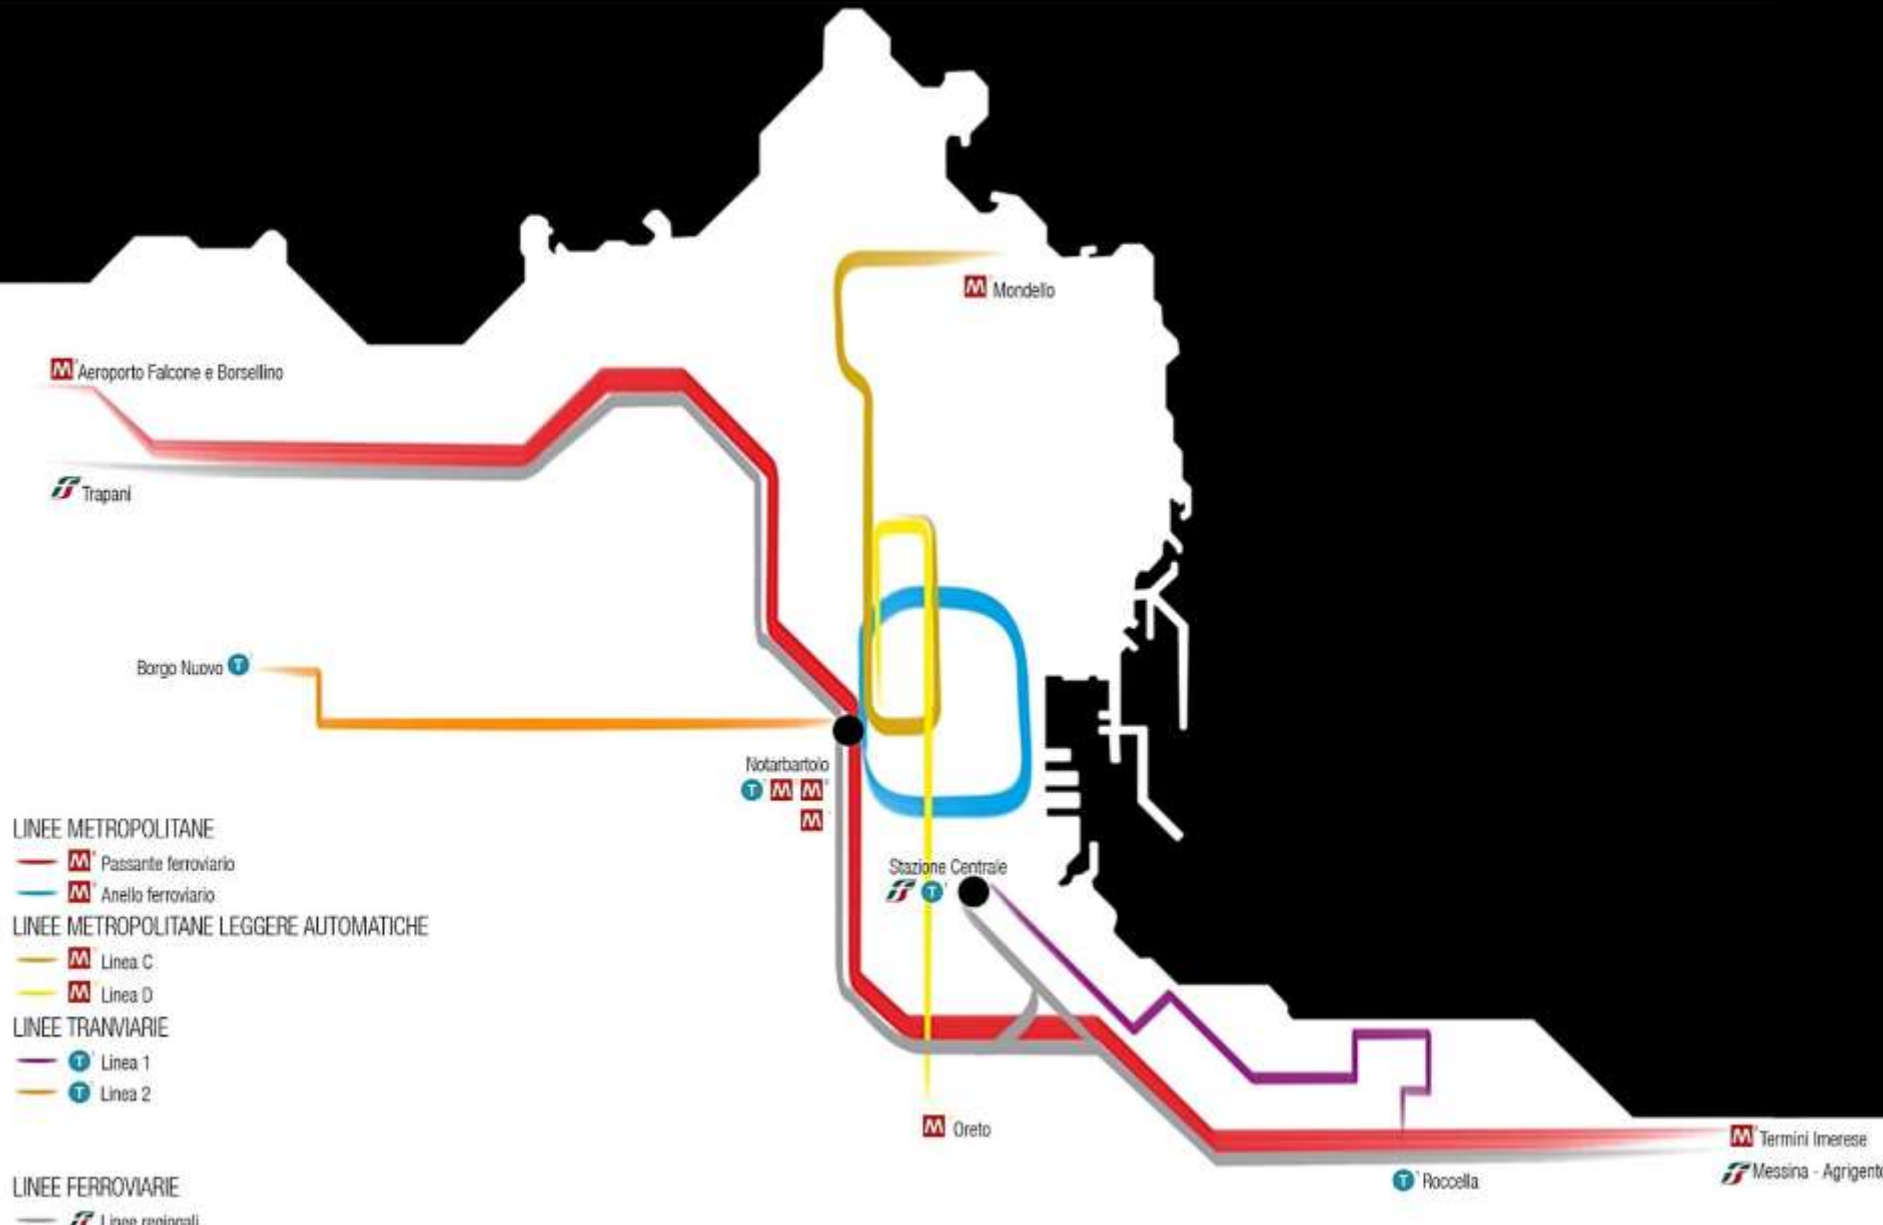 Mondello
Aeroporto Falcone e Borsellino
Trapani
Borgo Nuovo T
Notarbartolo
T M M
M
LINEE METROPOLITANE
M Passante ferroviario
M Anello ferroviario
LINEE METROPOLITANE LEGGERE AUTOMATICHE
M Linea C
M Linea D
LINEE TRANVIARIE
T Linea 1
T Linea 2
LINEE FERROVIARIE
Linee regionali
Stazione Centrale
T
M Oreto
T Roccella
M Termini Imerese
Messina - Agrigento